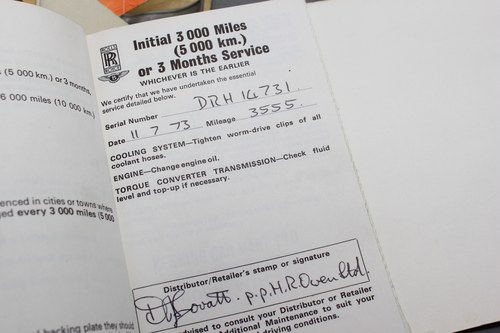 (5 000 km.) or 3 months,
6 000 miles (10 000 km.)
enced in cities or towns where
ged every 3 000 miles (5 000
backing plate they should
ROLLS
RR
ROYCE
Initial 3 000 Miles
(5 000 km.)
or 3 Months Service
WHICHEVER IS THE EARLIER
We certify that we have undertaken the essential
service detailed below.
Serial Number DRH 14731
Date 11 7 73 Mileage 3555.
COOLING SYSTEM—Tighten worm-drive clips of all
coolant hoses.
ENGINE—Change engine oil.
TORQUE CONVERTER TRANSMISSION—Check fluid
level and top-up if necessary.
Distributor/Retailer's stamp or signature
p.p. H.R. Owen Ltd.
vised to consult your Distributor or Retailer
Additional Maintenance to suit your
driving conditions.